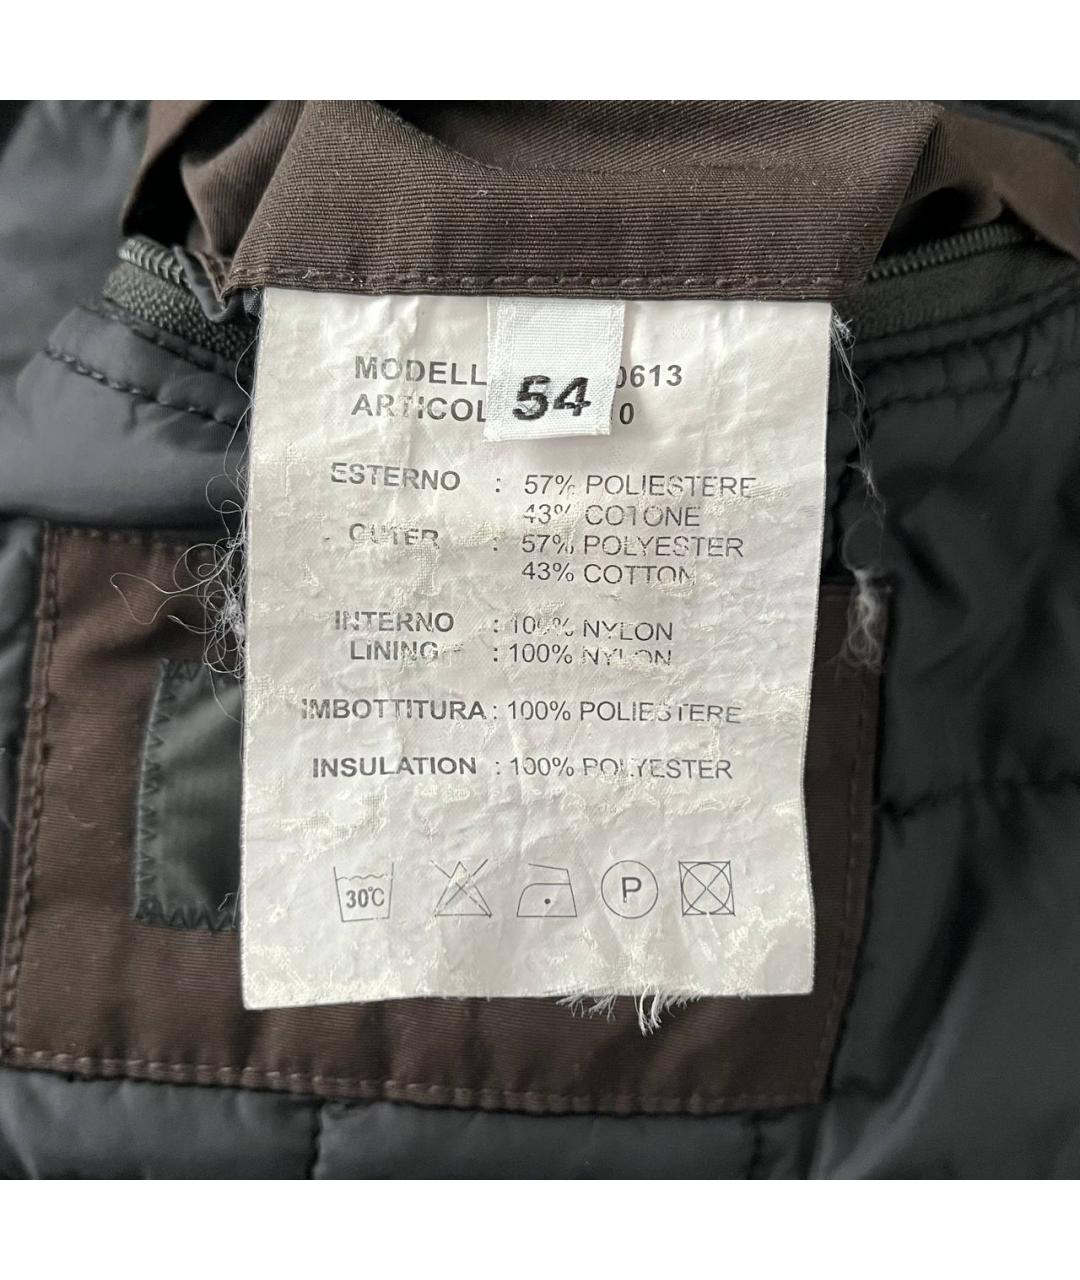 MODELL 0613
54
ARTICOL 0
ESTERNO : 57% POLIESTERE
43% COTONE
OUTER : 57% POLYESTER
43% COTTON
INTERNO : 100% NYLON
LINING : 100% NYLON
IMBOTTITURA : 100% POLIESTERE
INSULATION : 100% POLYESTER
30°C P